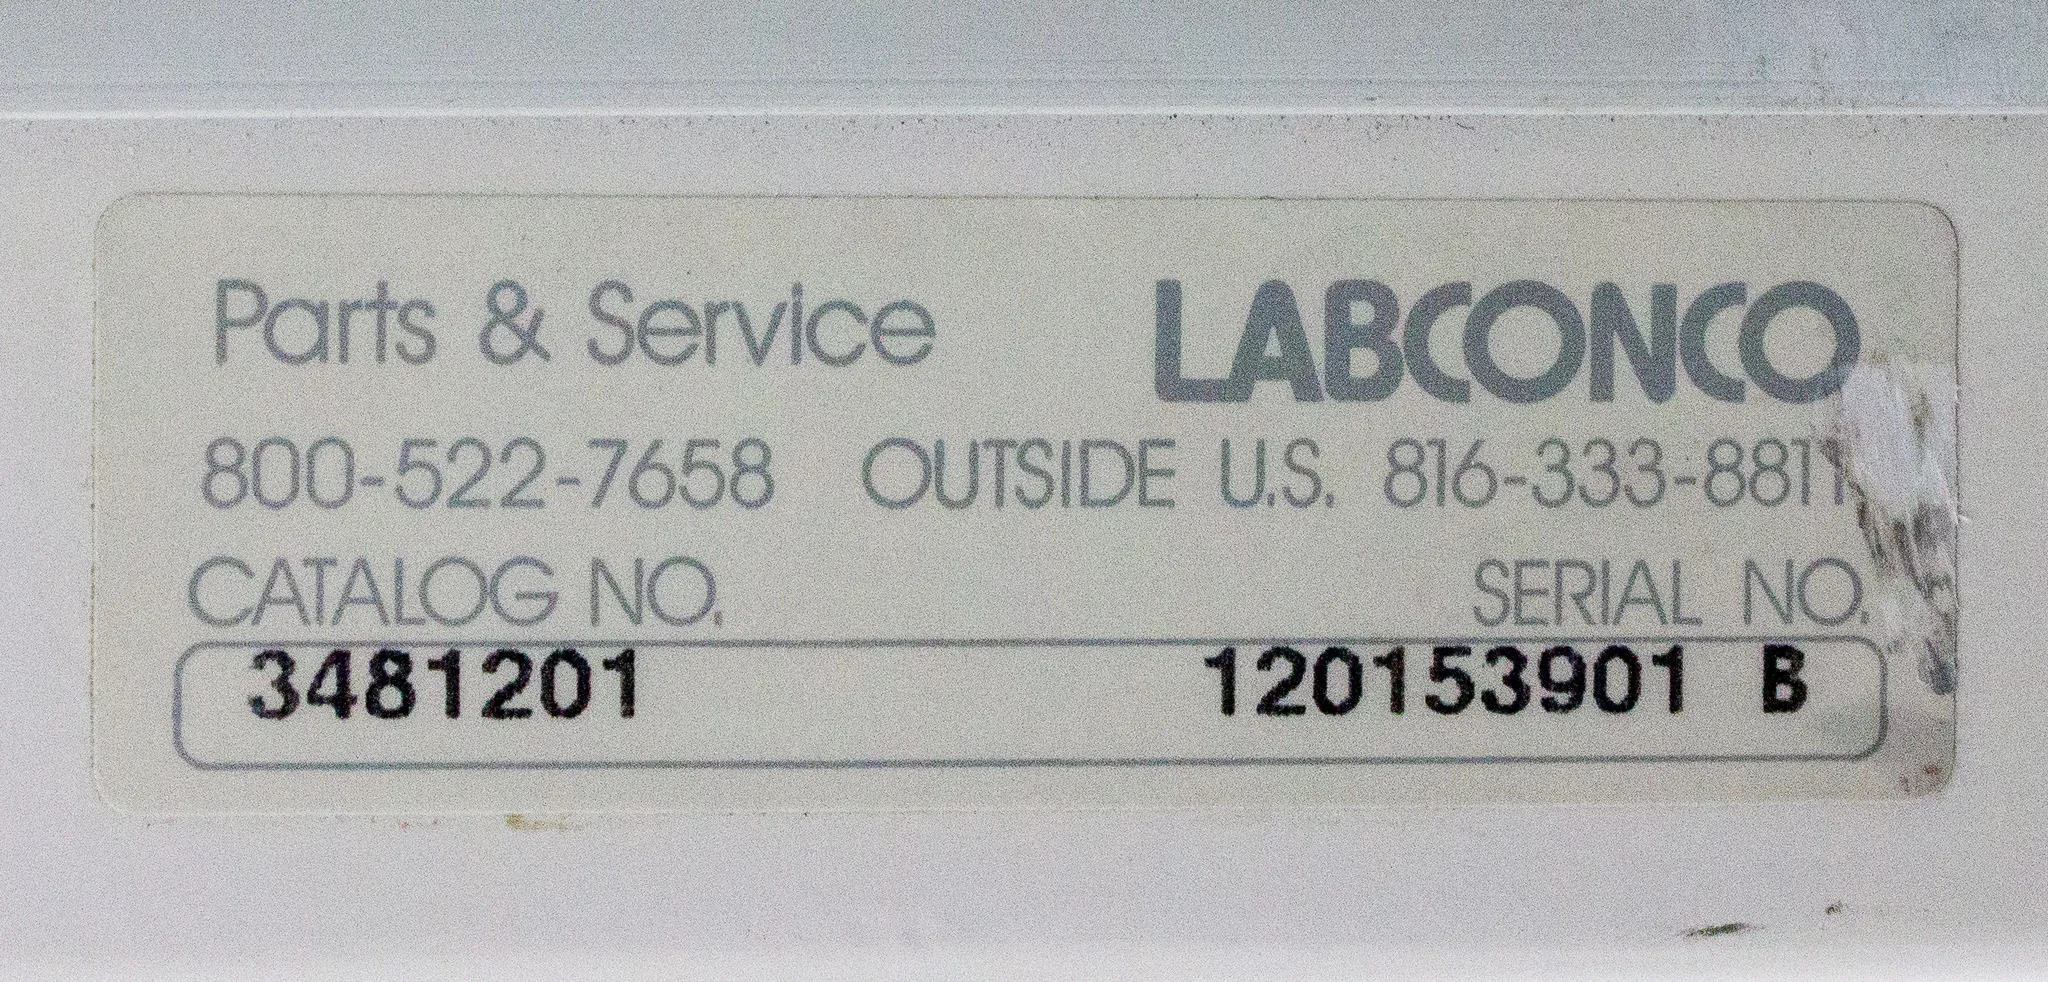 Parts & Service LABCONCO
800-522-7658 OUTSIDE U.S. 816-333-8811
CATALOG NO. SERIAL NO.
3481201 120153901 B